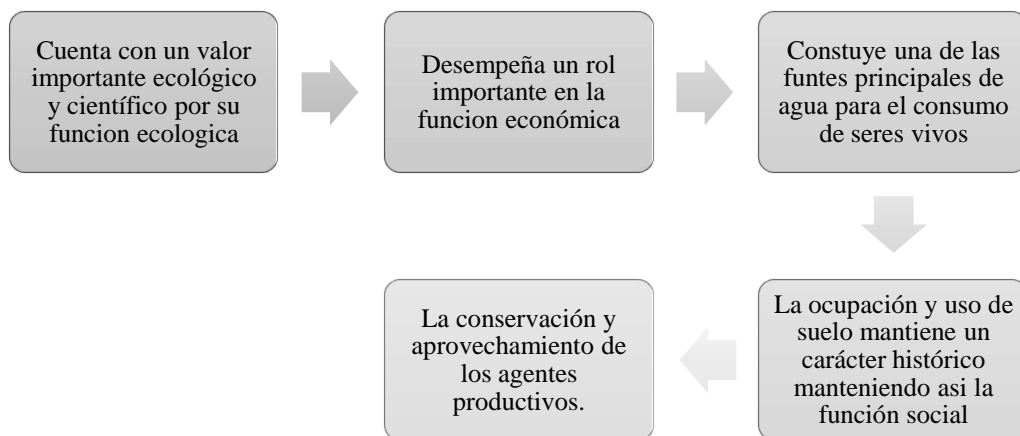 Cuenta con un valor
importante ecológico
y científico por su
funcion ecologica
Desempeña un rol
importante en la
funcion económica
Constuye una de las
funtes principales de
agua para el consumo
de seres vivos
La ocupación y uso de
suelo mantiene un
carácter histórico
manteniendo asi la
función social
La conservación y
aprovechamiento de
los agentes
productivos.